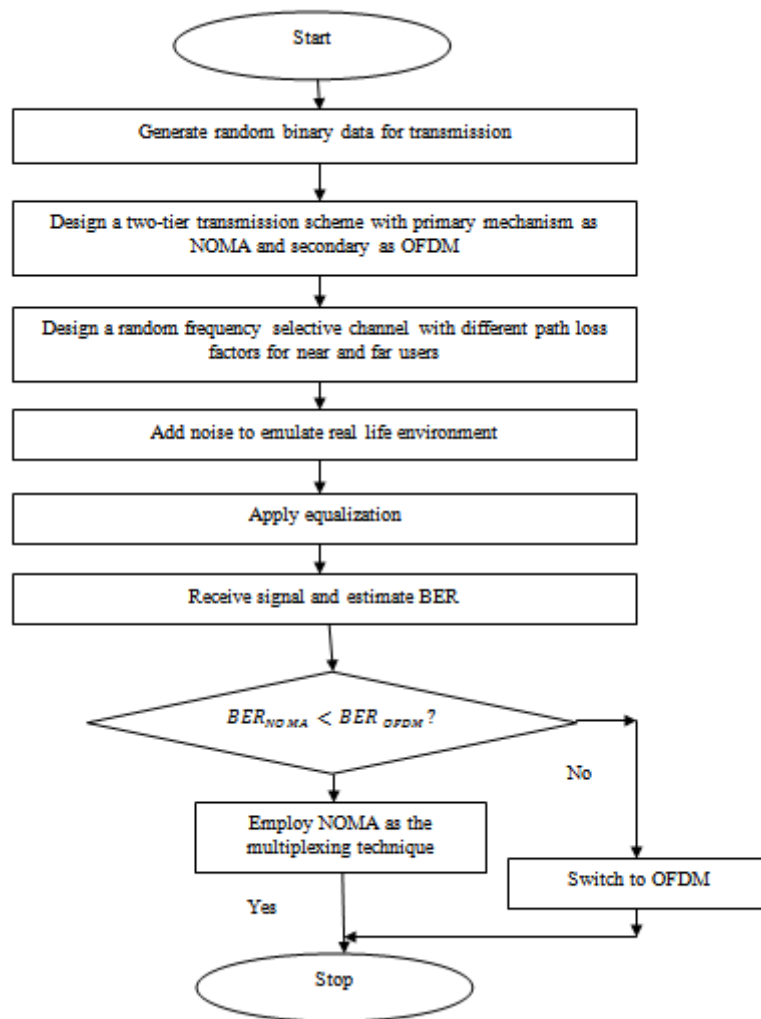 Start
Generate random binary data for transmission
Design a two-tier transmission scheme with primary mechanism as
NOMA and secondary as OFDM
Design a random frequency selective channel with different path loss
factors for near and far users
Add noise to emulate real life environment
Apply equalization
Receive signal and estimate BER
BER_NOMA < BER_OFDM?
No
Employ NOMA as the
multiplexing technique
Switch to OFDM
Yes
Stop